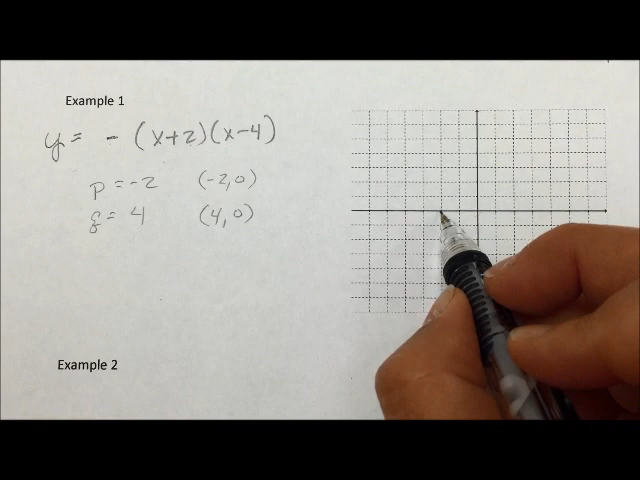 Example 1
y = - (x+2)(x-4)
p = -2 (-2,0)
q = 4 (4,0)
Example 2